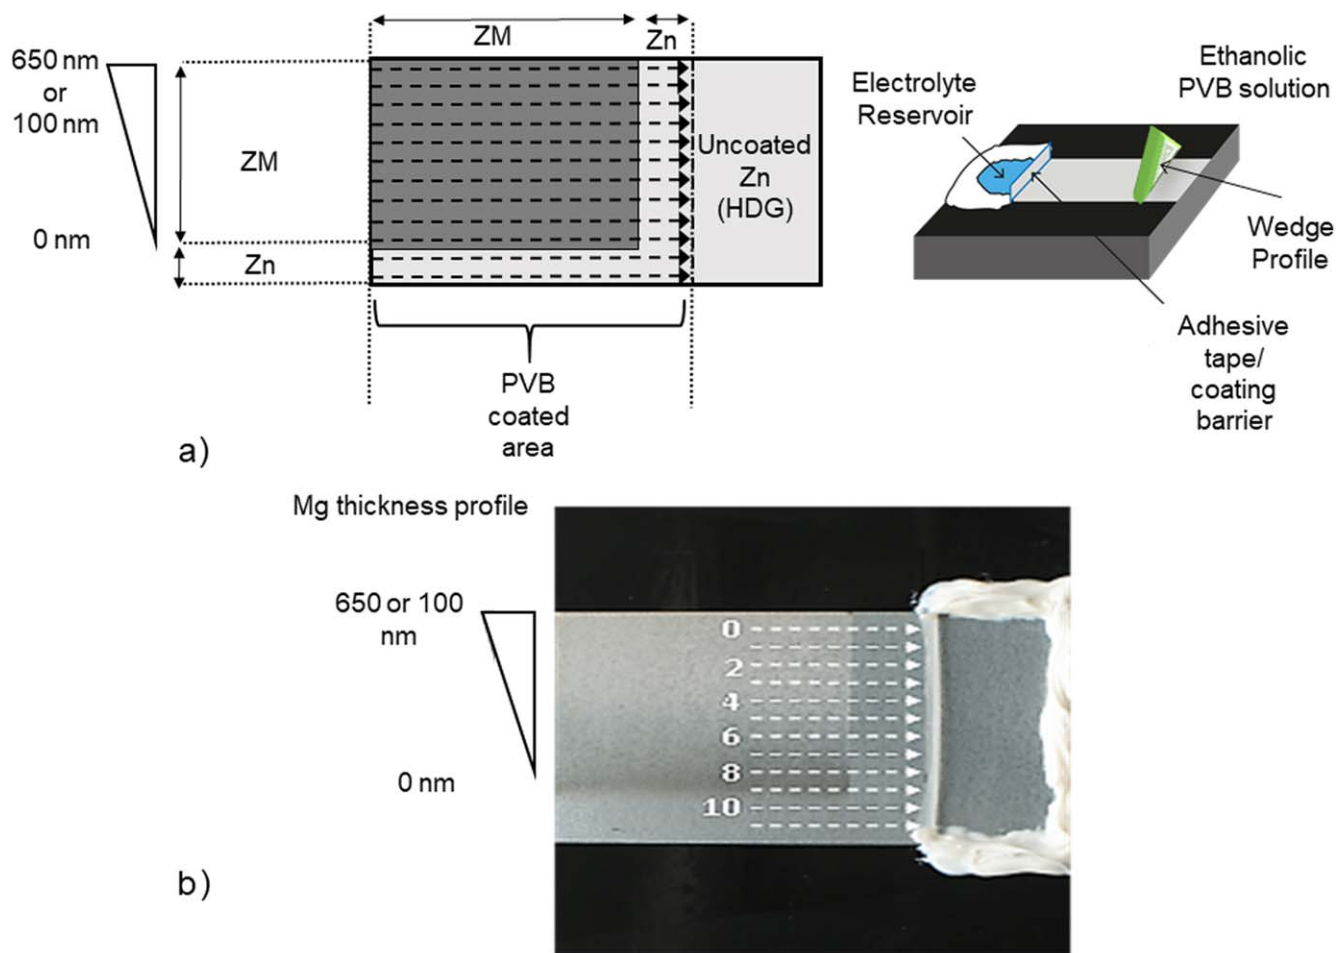 ZM
Zn
650 nm
or
100 nm
ZM
0 nm
Zn
Uncoated
Zn
(HDG)
PVB
coated
area
Electrolyte
Reservoir
Ethanolic
PVB solution
Wedge
Profile
Adhesive
tape/
coating
barrier
a)
Mg thickness profile
650 or 100
nm
0 nm
0
2
4
6
8
10
b)